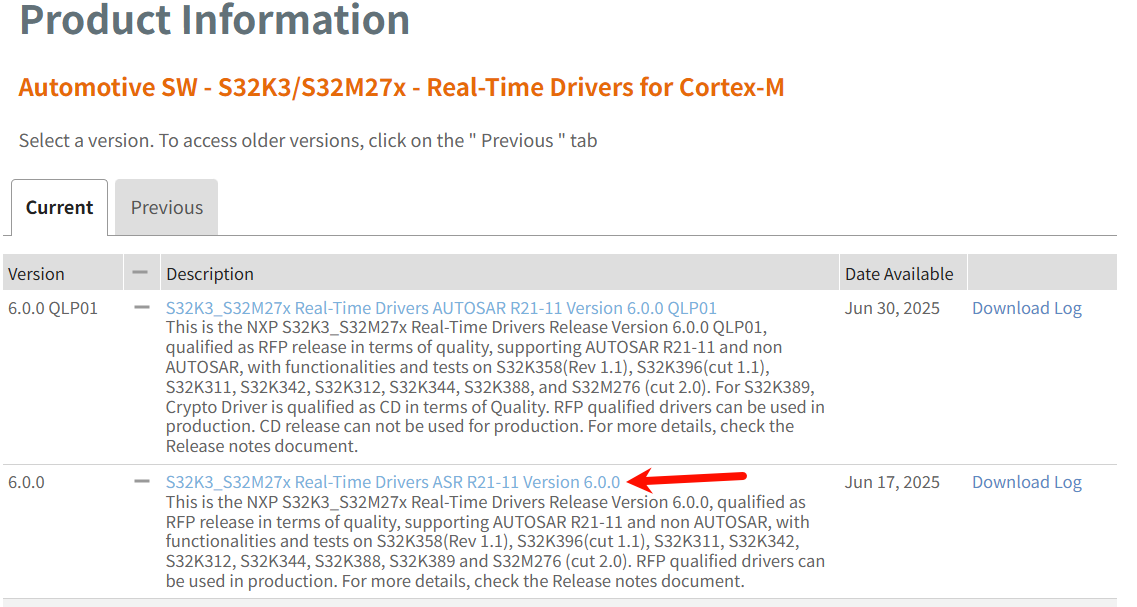 Product Information
Automotive SW - S32K3/S32M27x - Real-Time Drivers for Cortex-M
Select a version. To access older versions, click on the " Previous " tab
Current Previous
Version Description Date Available
6.0.0 QLP01 S32K3_S32M27x Real-Time Drivers AUTOSAR R21-11 Version 6.0.0 QLP01 Jun 30, 2025 Download Log
This is the NXP S32K3_S32M27x Real-Time Drivers Release Version 6.0.0 QLP01,
qualified as RFP release in terms of quality, supporting AUTOSAR R21-11 and non
AUTOSAR, with functionalities and tests on S32K358(Rev 1.1), S32K396(cut 1.1),
S32K311, S32K342, S32K312, S32K344, S32K388, and S32M276 (cut 2.0). For S32K389,
Crypto Driver is qualified as CD in terms of Quality. RFP qualified drivers can be used in
production. CD release can not be used for production. For more details, check the
Release notes document.
6.0.0 S32K3_S32M27x Real-Time Drivers ASR R21-11 Version 6.0.0 Jun 17, 2025 Download Log
This is the NXP S32K3_S32M27x Real-Time Drivers Release Version 6.0.0, qualified as
RFP release in terms of quality, supporting AUTOSAR R21-11 and non AUTOSAR, with
functionalities and tests on S32K358(Rev 1.1), S32K396(cut 1.1), S32K311, S32K342,
S32K312, S32K344, S32K388, S32K389 and S32M276 (cut 2.0). RFP qualified drivers can
be used in production. For more details, check the Release notes document.